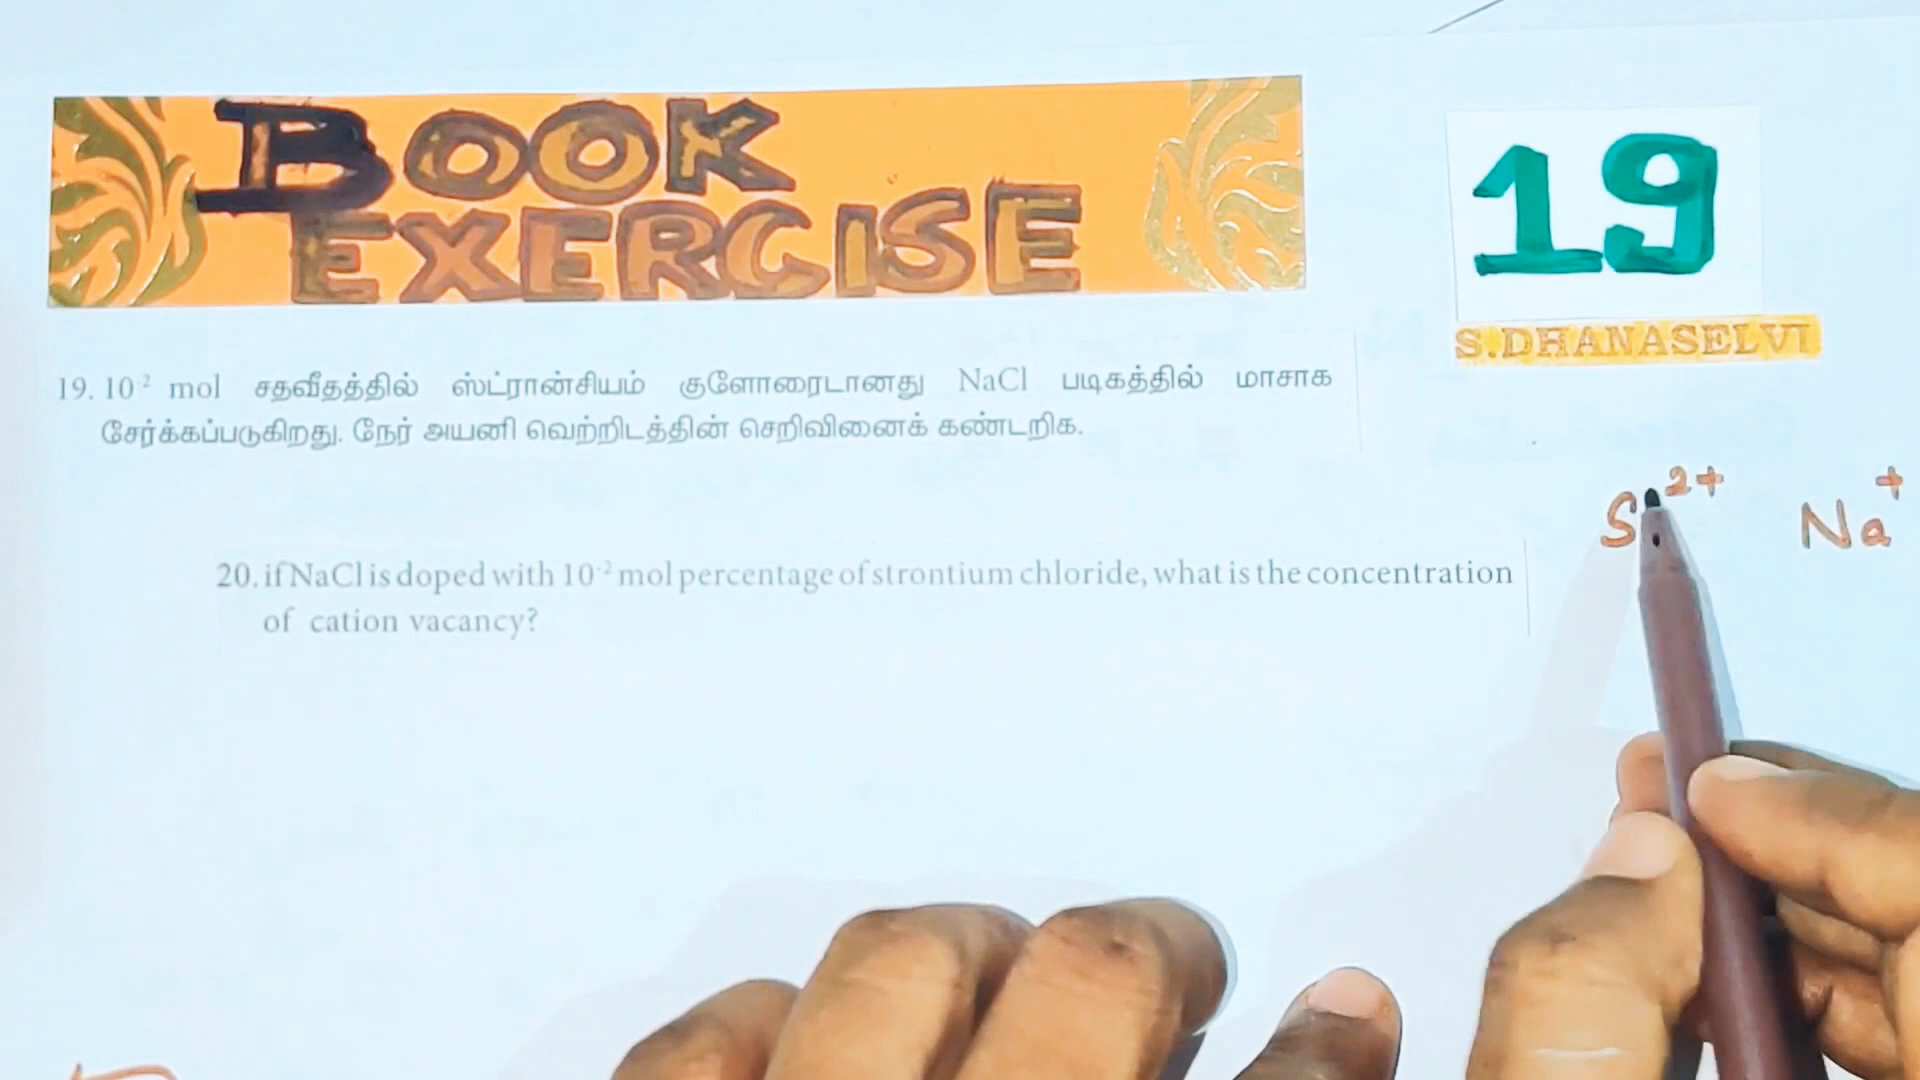 BOOK
EXERCISE
19
S.DHANASELVI
19. 10⁻² mol சதவீதத்தில் ஸ்ட்ரான்சியம் குளோரைடானது NaCl படிகத்தில் மாசாக
சேர்க்கப்படுகிறது. நேர் அயனி வெற்றிடத்தின் செறிவினைக் கண்டறிக.
S ²⁺ Na⁺
20. if NaCl is doped with 10⁻² mol percentage of strontium chloride, what is the concentration
of cation vacancy?